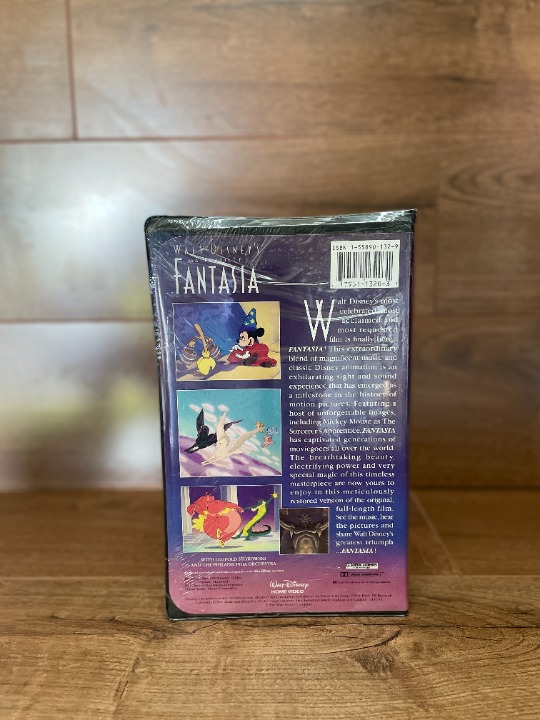 WALT DISNEY'S
MASTERPIECE
FANTASIA
ISBN 1-55890-132-9
Walt Disney's most
celebrated, most
acclaimed and
most requested
film is finally here,
FANTASIA! This extraordinary
blend of magnificent music and
classic Disney animation is an
exhilarating sight and sound
experience that has emerged as
a milestone in the history of
motion pictures. Featuring a
host of unforgettable images,
including Mickey Mouse as The
Sorcerer's Apprentice, FANTASIA
has captivated generations of
moviegoers all over the world.
The breathtaking beauty,
electrifying power and very
special magic of this timeless
masterpiece are now yours to
enjoy in this meticulously
restored version of the original,
full-length film.
See the music, hear
the pictures and
share Walt Disney's
greatest triumph
...FANTASIA!
WITH LEOPOLD STOKOWSKI
AND THE PHILADELPHIA ORCHESTRA
WALT DISNEY
HOME VIDEO